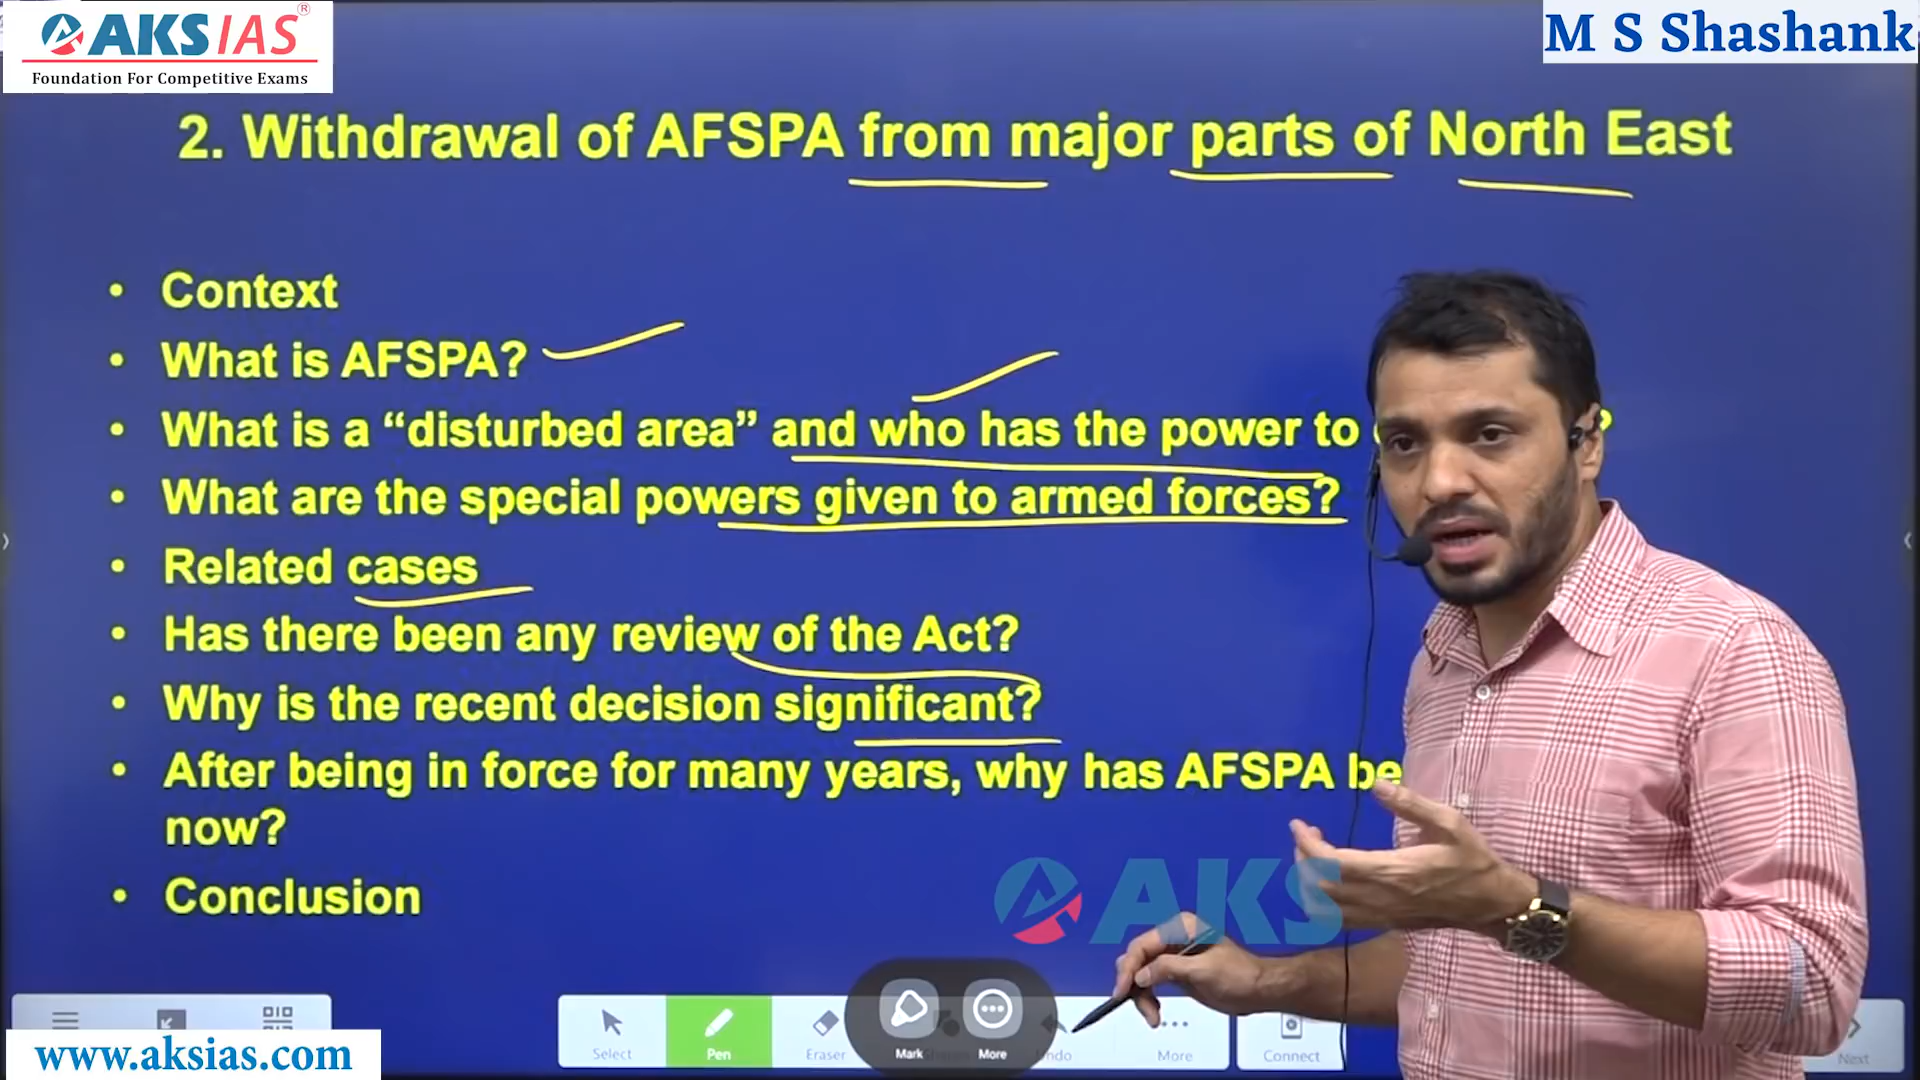 AKS IAS ®
Foundation For Competitive Exams
M S Shashank
2. Withdrawal of AFSPA from major parts of North East
• Context
• What is AFSPA?
• What is a “disturbed area” and who has the power to ?
• What are the special powers given to armed forces?
• Related cases
• Has there been any review of the Act?
• Why is the recent decision significant?
• After being in force for many years, why has AFSPA be
now?
• Conclusion
AKS
Select Pen Eraser Mark More Undo More Connect Next
www.aksias.com